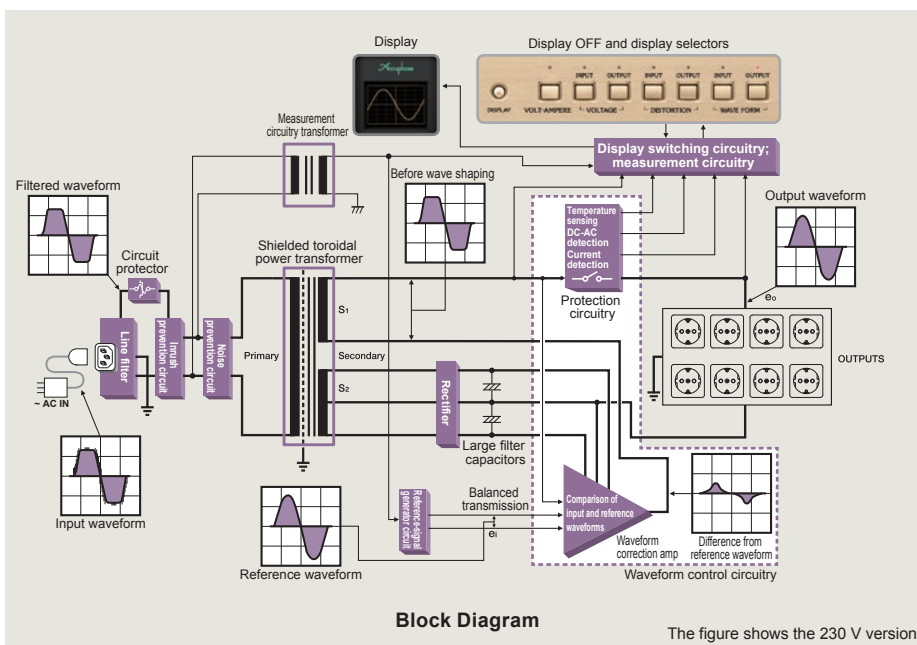 Display
Display OFF and display selectors
Accuphase
INPUT
OUTPUT
INPUT
OUTPUT
INPUT
OUTPUT
DISPLAY
VOLT·AMPERE
VOLTAGE
DISTORTION
WAVE FORM
Measurement
circuitry transformer
Display switching circuitry;
measurement circuitry
Filtered waveform
Before wave shaping
Output waveform
Temperature
sensing
DC-AC
detection
Current
detection
Circuit
protector
Shielded toroidal
power transformer
Protection
circuitry
eo
S1
Line filter
Inrush
prevention circuit
Noise
prevention circuit
Primary
Secondary
OUTPUTS
S2
Rectifier
~ AC IN
Large filter
capacitors
Input waveform
Reference-signal
generator circuit
Balanced
transmission
ei
Comparison of
input and reference
waveforms
Waveform
correction amp
Difference from
reference waveform
Reference waveform
Waveform control circuitry
Block Diagram
The figure shows the 230 V version